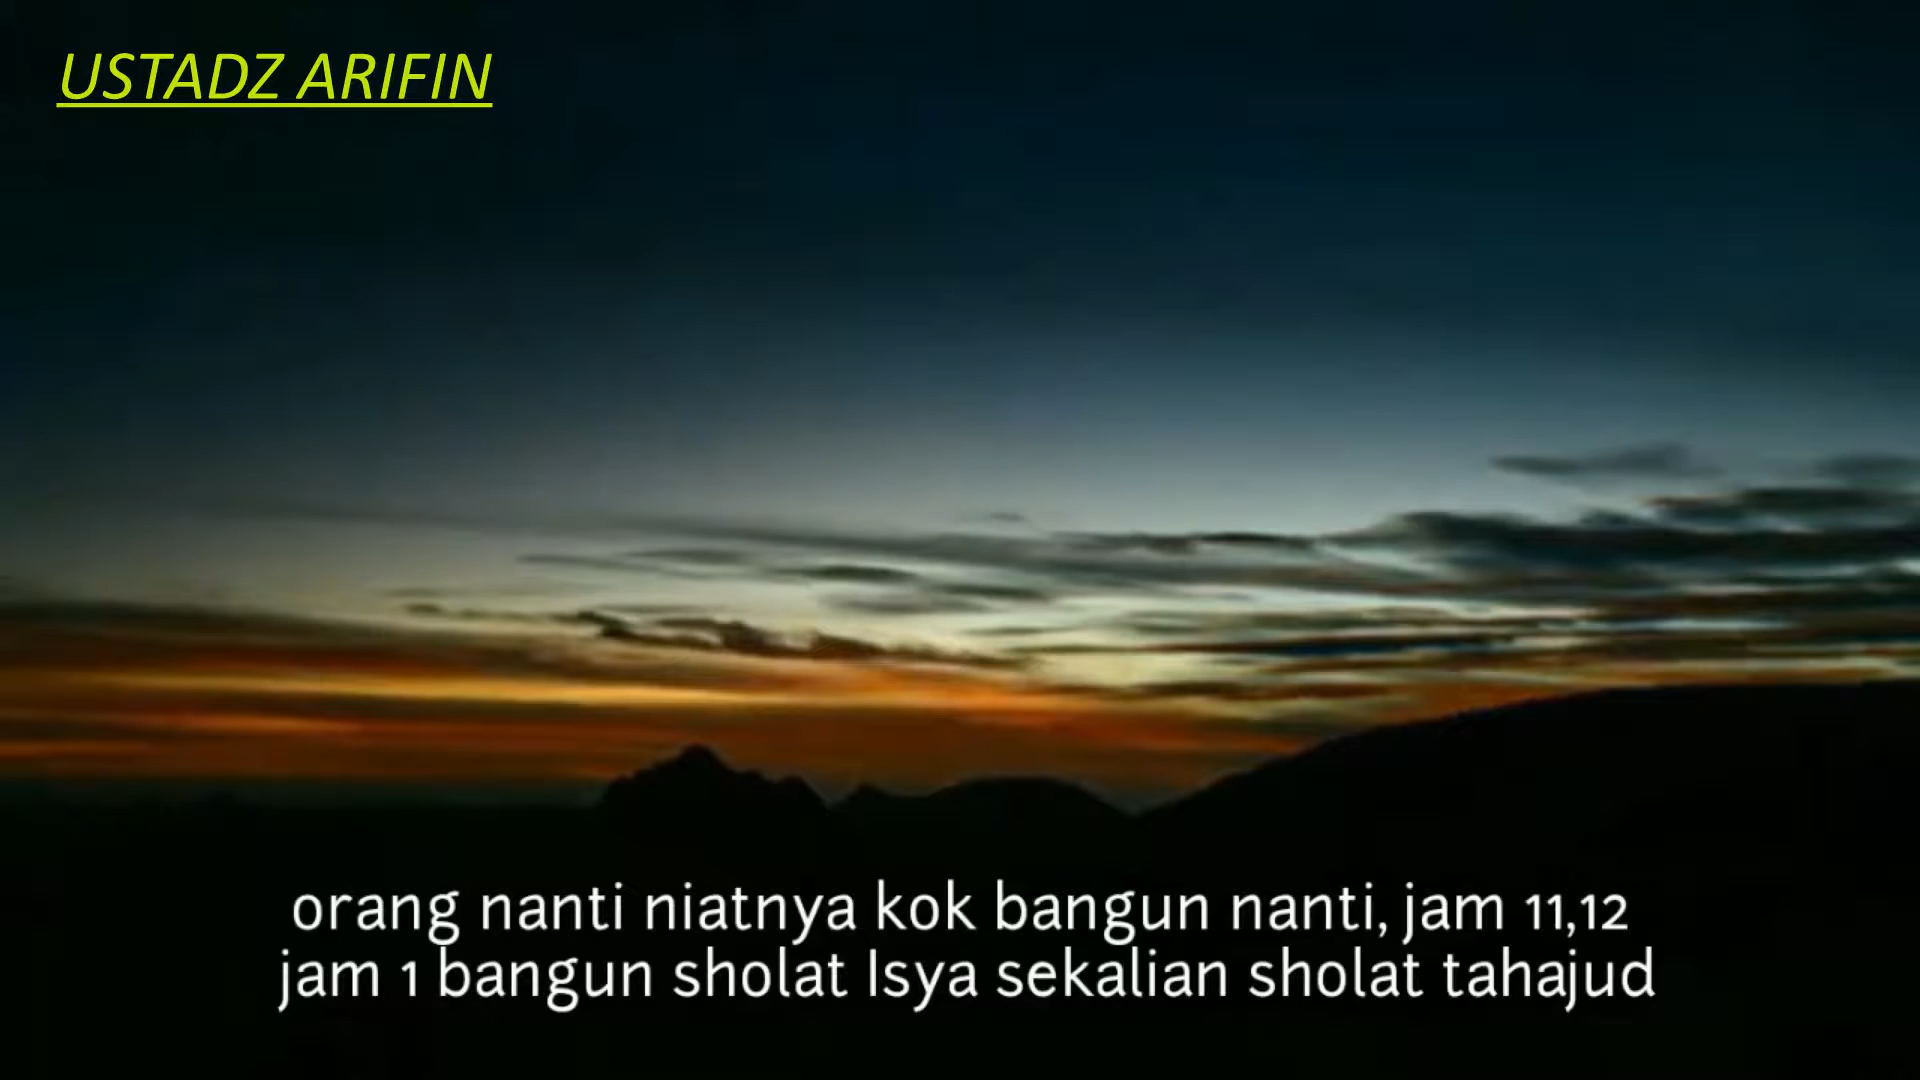 USTADZ ARIFIN
orang nanti niatnya kok bangun nanti, jam 11,12
jam 1 bangun sholat Isya sekalian sholat tahajud